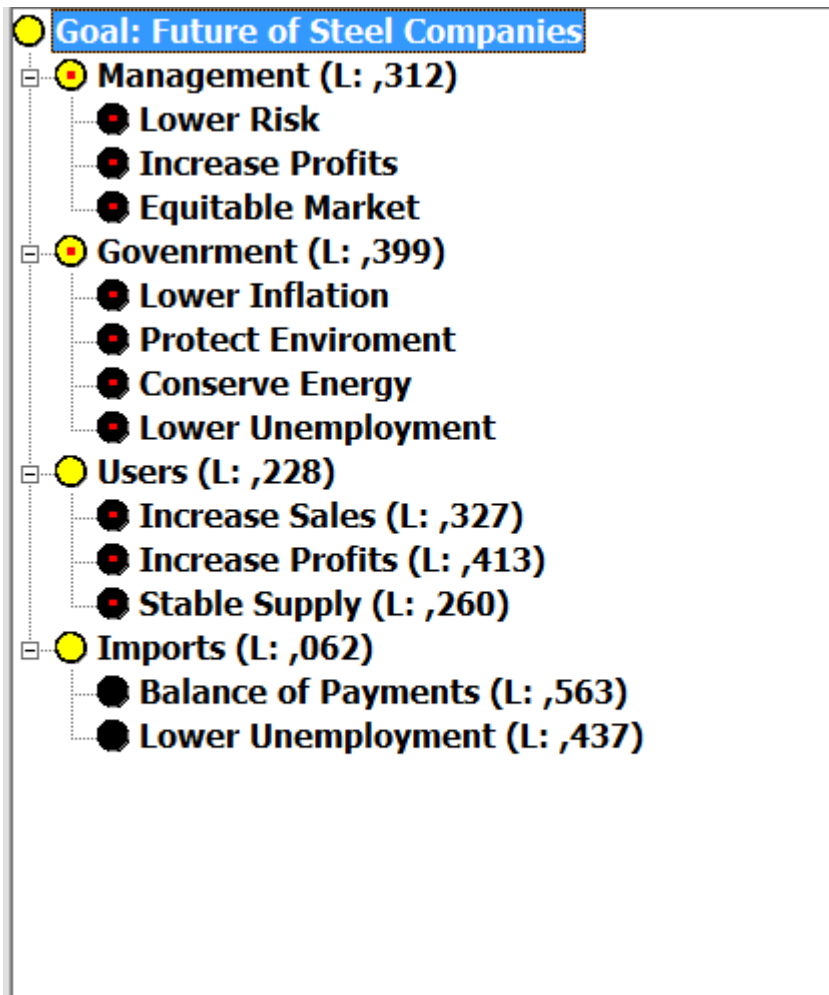 Goal: Future of Steel Companies
Management (L: ,312)
Lower Risk
Increase Profits
Equitable Market
Govenrment (L: ,399)
Lower Inflation
Protect Enviroment
Conserve Energy
Lower Unemployment
Users (L: ,228)
Increase Sales (L: ,327)
Increase Profits (L: ,413)
Stable Supply (L: ,260)
Imports (L: ,062)
Balance of Payments (L: ,563)
Lower Unemployment (L: ,437)